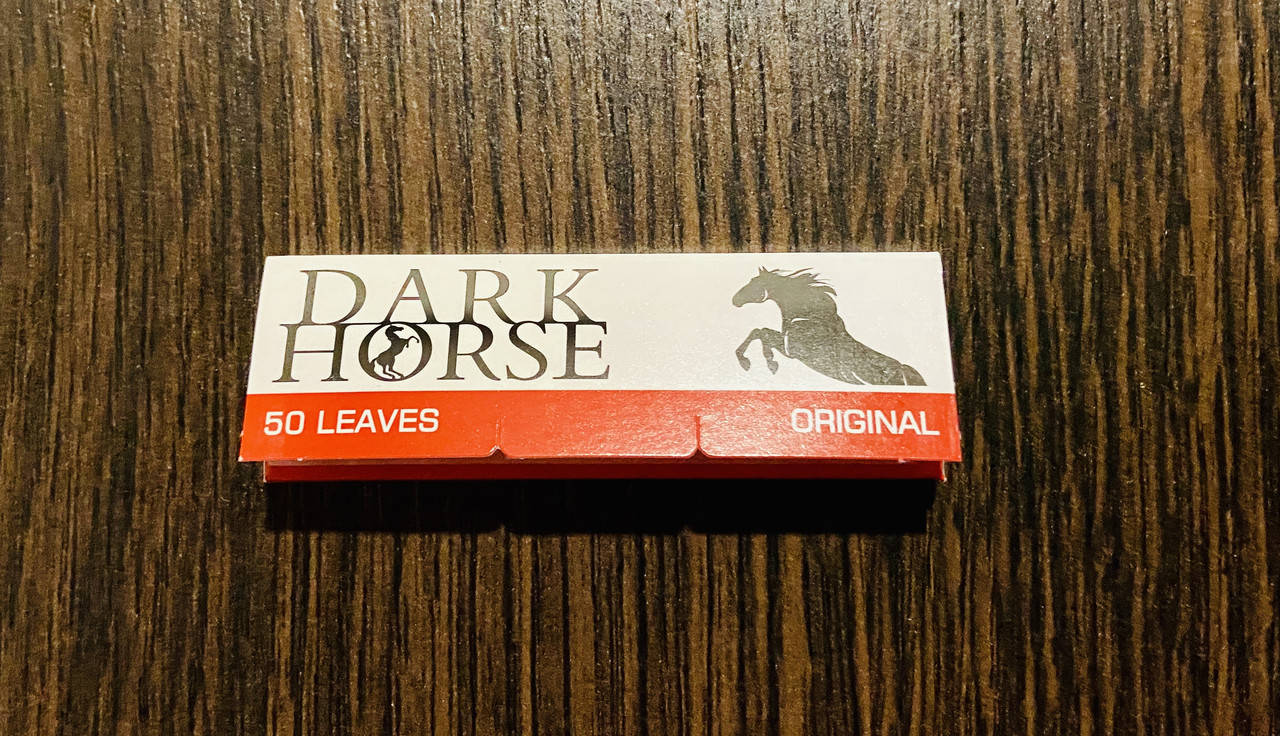 DARK
HORSE
50 LEAVES
ORIGINAL